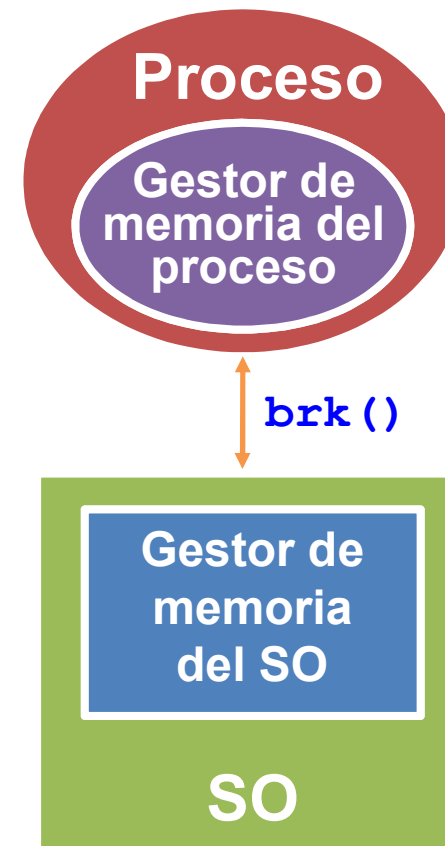 Proceso
Gestor de
memoria del
proceso
brk()
Gestor de
memoria
del SO
SO